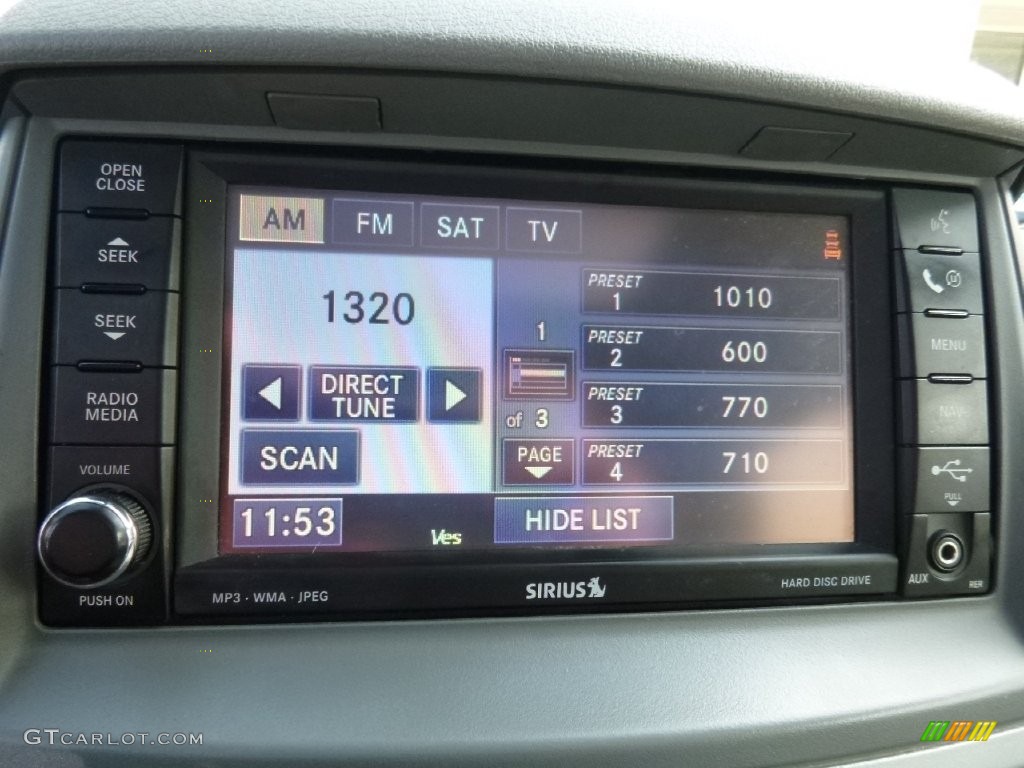 OPEN
CLOSE
SEEK
SEEK
RADIO
MEDIA
VOLUME
PUSH ON
AM FM SAT TV
1320
DIRECT
TUNE
SCAN
1
of 3
PAGE
PRESET
1 1010
PRESET
2 600
PRESET
3 770
PRESET
4 710
11:53
Ves
HIDE LIST
MP3 · WMA · JPEG
SIRIUS
HARD DISC DRIVE
MENU
NAV
PULL
AUX
RER
GTCARLOT.COM